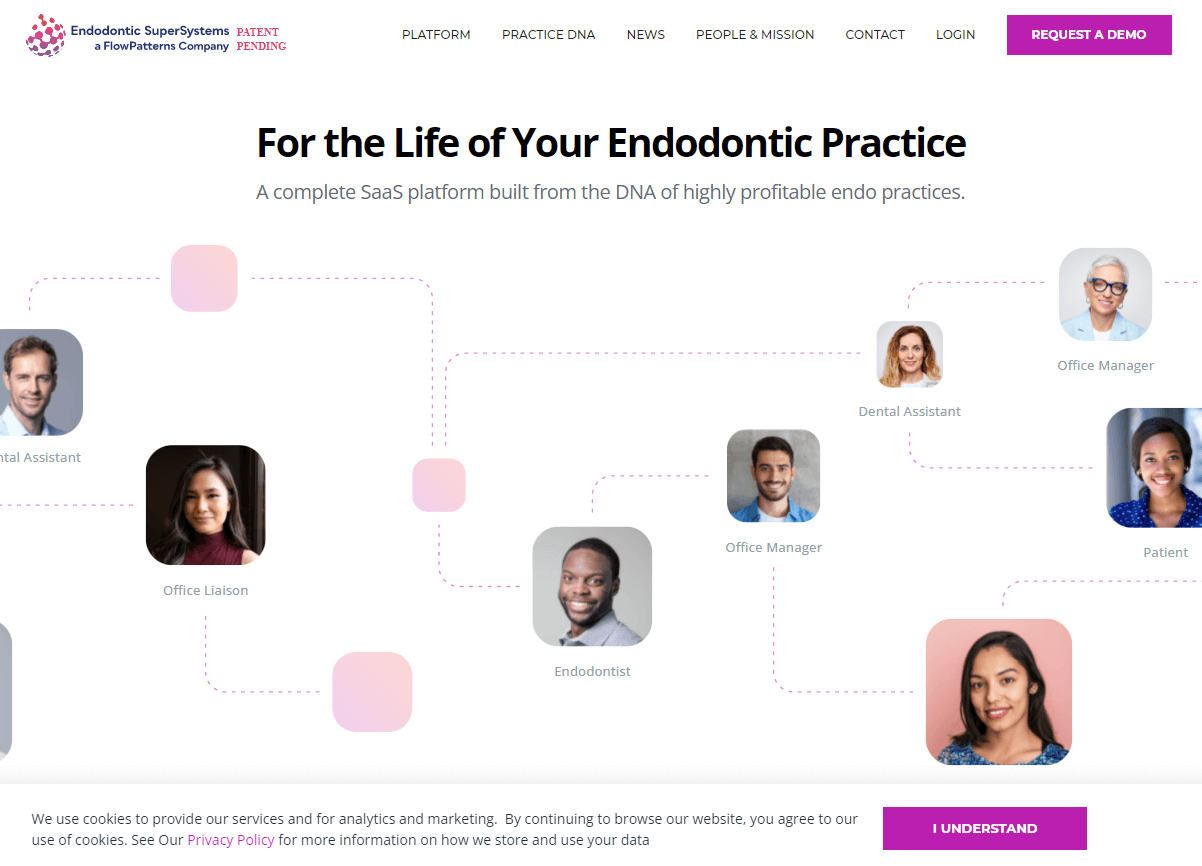 Endodontic SuperSystems
a FlowPatterns Company
PATENT
PENDING
PLATFORM
PRACTICE DNA
NEWS
PEOPLE & MISSION
CONTACT
LOGIN
REQUEST A DEMO
For the Life of Your Endodontic Practice
A complete SaaS platform built from the DNA of highly profitable endo practices.
Office Manager
Dental Assistant
ntal Assistant
Office Manager
Patient
Office Liaison
Endodontist
We use cookies to provide our services and for analytics and marketing. By continuing to browse our website, you agree to our
use of cookies. See Our Privacy Policy for more information on how we store and use your data
I UNDERSTAND